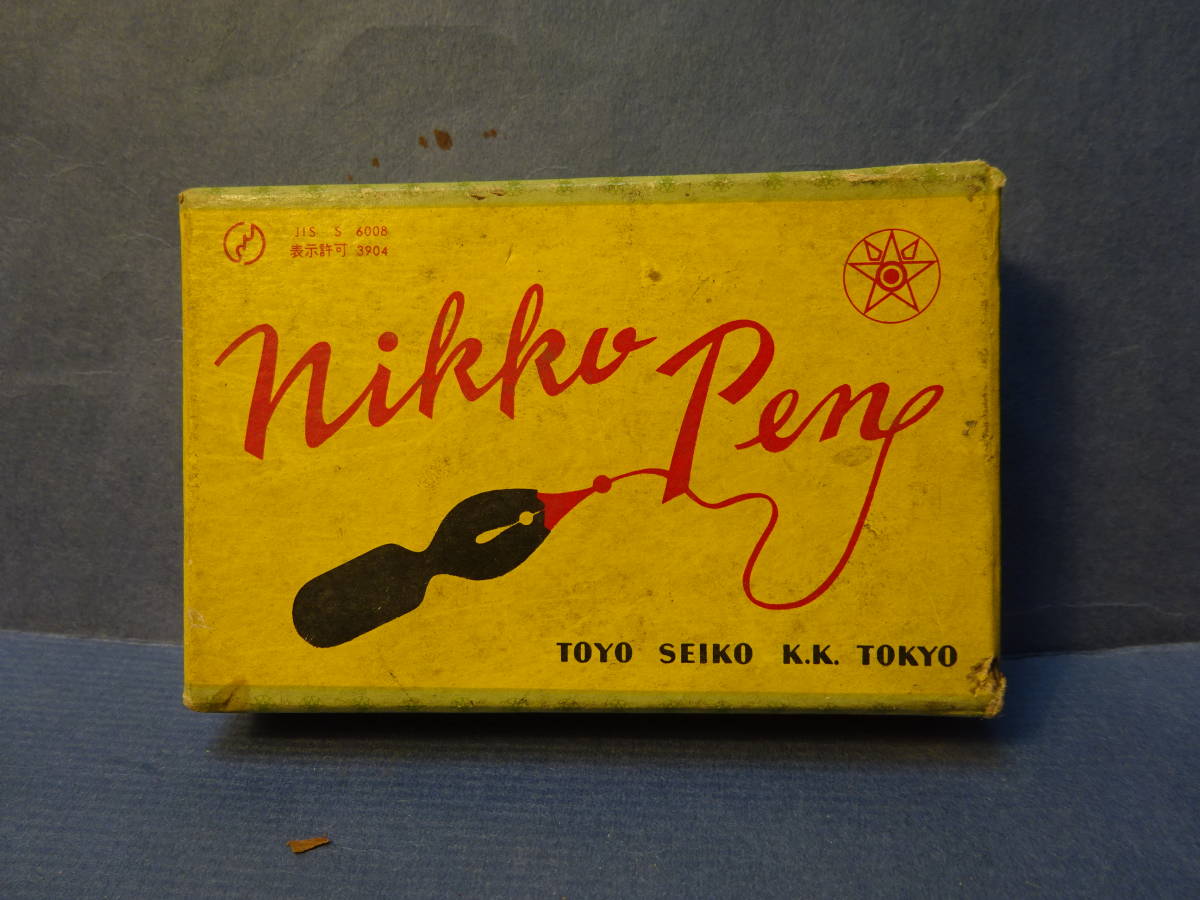 JIS S 6008
表示許可 3904
Nikko Pen
TOYO SEIKO K.K. TOKYO